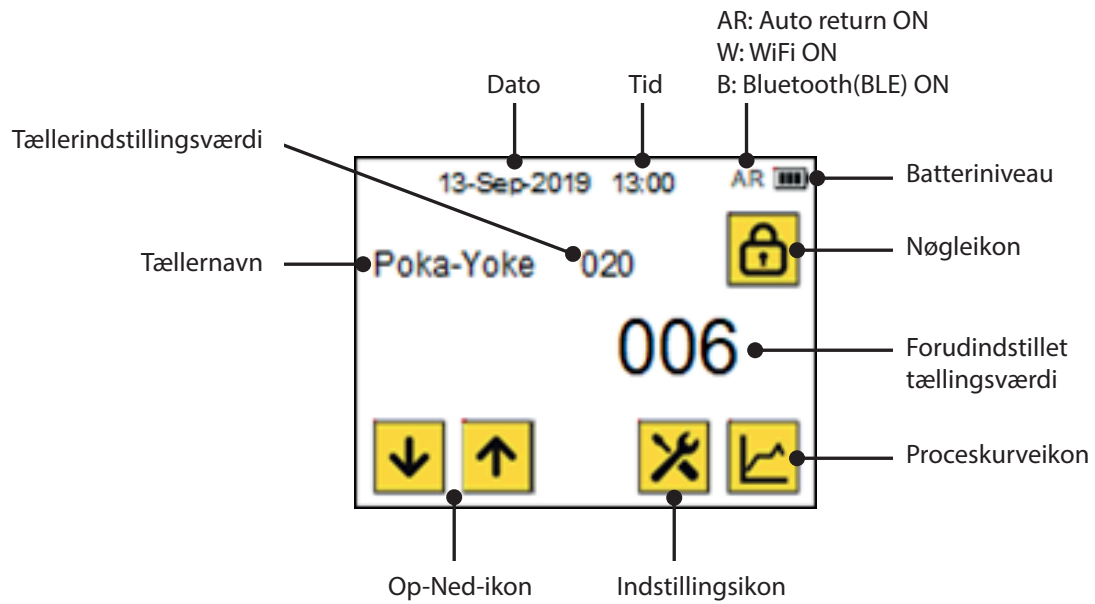 AR: Auto return ON
W: WiFi ON
B: Bluetooth(BLE) ON
Dato
Tid
Tællerindstillingsværdi
13-Sep-2019 13:00 AR
Batteriniveau
Nøgleikon
Tællernavn
Poka-Yoke 020
006
Forudindstillet
tællingsværdi
Proceskurveikon
Op-Ned-ikon
Indstillingsikon